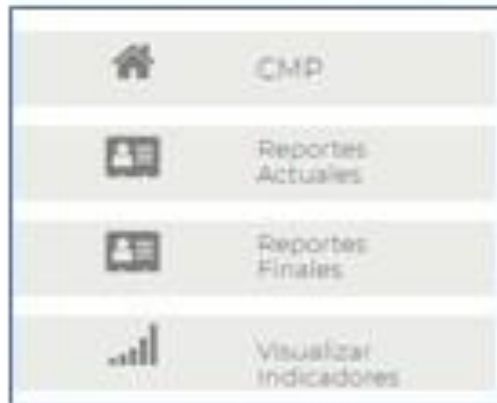 CMP
Reportes
Actuales
Reportes
Finales
Visualizar
Indicadores